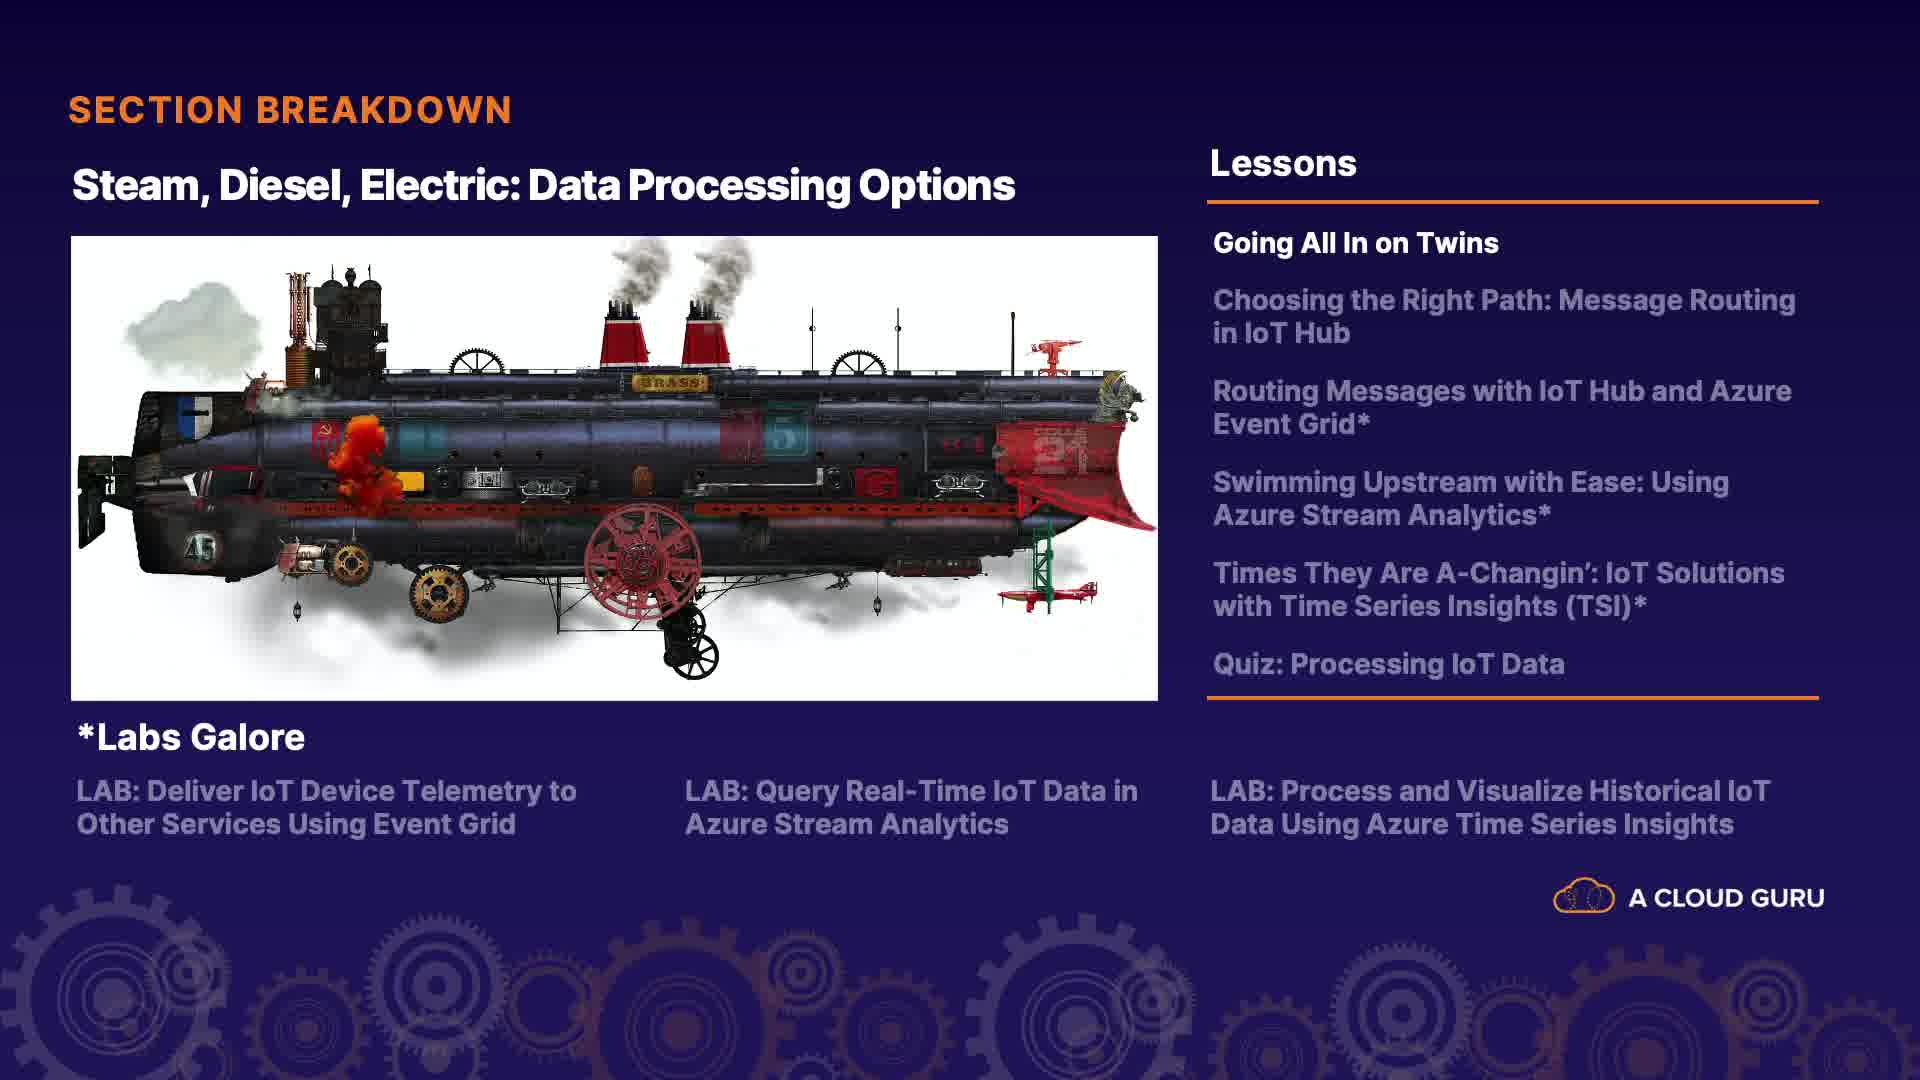 SECTION BREAKDOWN
Steam, Diesel, Electric: Data Processing Options
BRASS
5
45
21
Lessons
Going All In on Twins
Choosing the Right Path: Message Routing
in IoT Hub
Routing Messages with IoT Hub and Azure
Event Grid*
Swimming Upstream with Ease: Using
Azure Stream Analytics*
Times They Are A-Changin’: IoT Solutions
with Time Series Insights (TSI)*
Quiz: Processing IoT Data
*Labs Galore
LAB: Deliver IoT Device Telemetry to
Other Services Using Event Grid
LAB: Query Real-Time IoT Data in
Azure Stream Analytics
LAB: Process and Visualize Historical IoT
Data Using Azure Time Series Insights
A CLOUD GURU